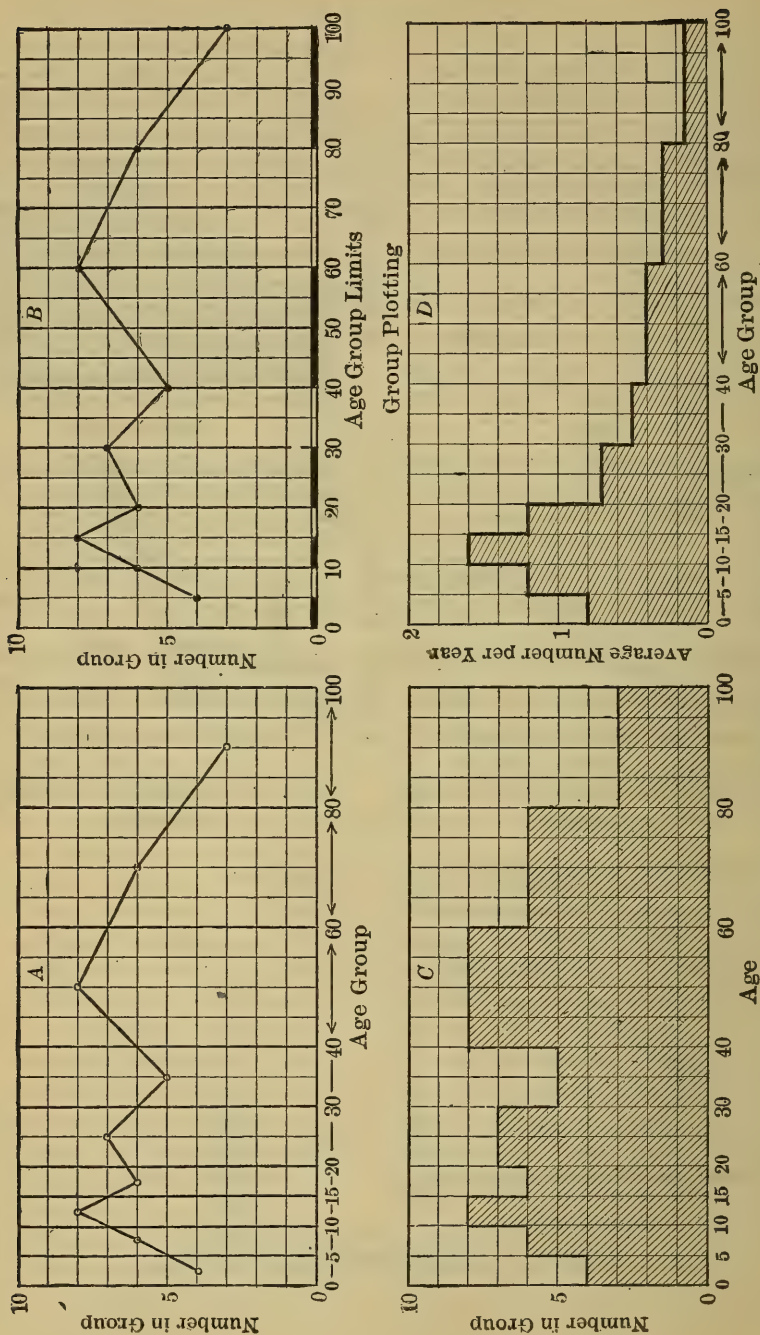 10
5
0
Number in Group
A
0—5-10-15-20 — 30 — 40 ← → 60 ← → 80 ← → 100
Age Group
10
5
0
Number in Group
B
0 10 20 30 40 50 60 70 80 90 100
Age Group Limits
Group Plotting
10
5
0
Number in Group
C
0 5 10 15 20 30 40 60 80 100
Age
2
1
0
Average Number per Year
D
0—5-10-15-20 — 30 — 40 ← → 60 ← → 80 ← → 100
Age Group